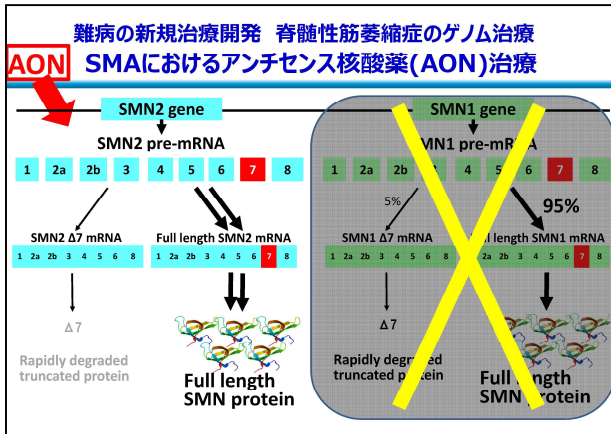 難病の新規治療開発 脊髄性筋萎縮症のゲノム治療
AON
SMAにおけるアンチセンス核酸薬(AON)治療
SMN2 gene
SMN2 pre-mRNA
1 2a 2b 3 4 5 6 7 8
SMN2 Δ7 mRNA
1 2a 2b 3 4 5 6 8
Full length SMN2 mRNA
1 2a 2b 3 4 5 6 7 8
Δ7
Rapidly degraded
truncated protein
Full length
SMN protein
SMN1 gene
MN1 pre-mRNA
1 2a 2b 3 4 5 6 7 8
5%
95%
SMN1 Δ7 mRNA
1 2a 2b 3 4 5 6 8
ll length SMN1 mRNA
2a 2b 3 4 5 6 7 8
Δ7
Rapidly degraded
truncated protein
Full length
SMN protein